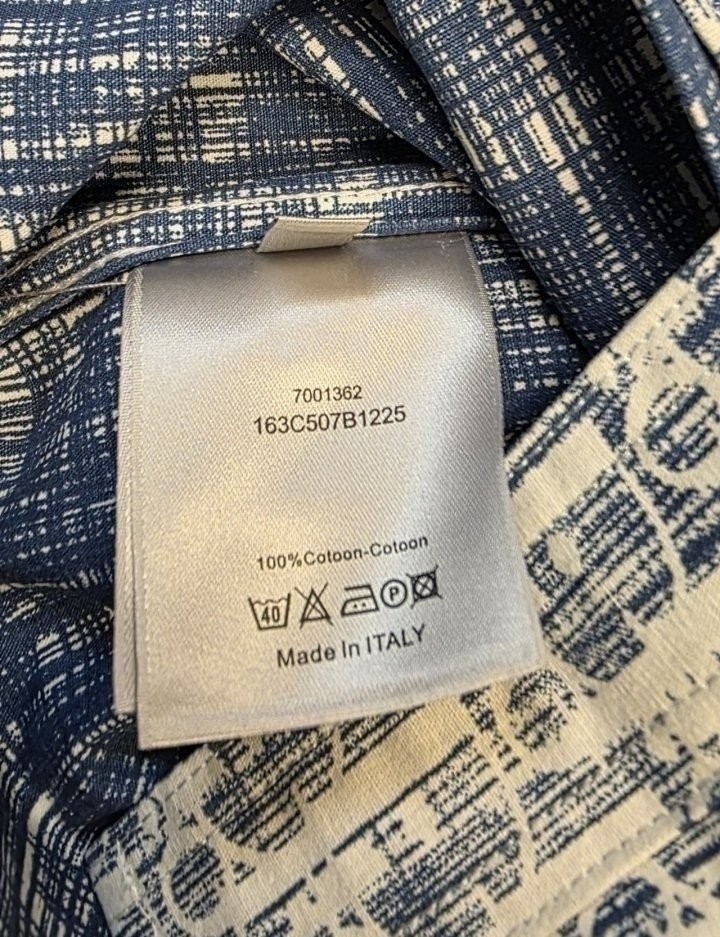 7001362
163C507B1225
100%Cotoon-Cotoon
40 P
Made In ITALY